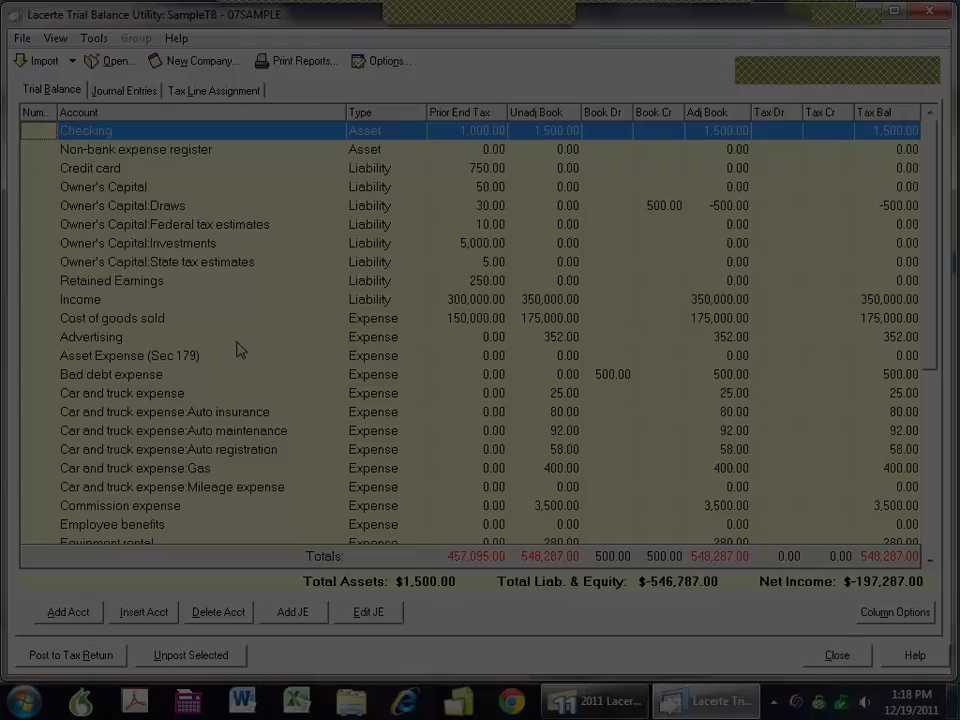 Lacerte Trial Balance Utility: SampleTB - 07SAMPLE
File View Tools Group Help
Import Open... New Company... Print Reports... Options...
Trial Balance Journal Entries Tax Line Assignment
Num... Account Type Prior End Tax Unadj Book Book Dr Book Cr Adj Book Tax Dr Tax Cr Tax Bal
Checking Asset 1,000.00 1,500.00 1,500.00 1,500.00
Non-bank expense register Asset 0.00 0.00 0.00 0.00
Credit card Liability 750.00 0.00 0.00 0.00
Owner's Capital Liability 50.00 0.00 0.00 0.00
Owner's Capital:Draws Liability 30.00 0.00 500.00 -500.00 -500.00
Owner's Capital:Federal tax estimates Liability 10.00 0.00 0.00 0.00
Owner's Capital:Investments Liability 5,000.00 0.00 0.00 0.00
Owner's Capital:State tax estimates Liability 5.00 0.00 0.00 0.00
Retained Earnings Liability 250.00 0.00 0.00 0.00
Income Liability 300,000.00 350,000.00 350,000.00 350,000.00
Cost of goods sold Expense 150,000.00 175,000.00 175,000.00 175,000.00
Advertising Expense 0.00 352.00 352.00 352.00
Asset Expense (Sec 179) Expense 0.00 0.00 0.00 0.00
Bad debt expense Expense 0.00 0.00 500.00 500.00 500.00
Car and truck expense Expense 0.00 25.00 25.00 25.00
Car and truck expense:Auto insurance Expense 0.00 80.00 80.00 80.00
Car and truck expense:Auto maintenance Expense 0.00 92.00 92.00 92.00
Car and truck expense:Auto registration Expense 0.00 58.00 58.00 58.00
Car and truck expense:Gas Expense 0.00 400.00 400.00 400.00
Car and truck expense:Mileage expense Expense 0.00 0.00 0.00 0.00
Commission expense Expense 0.00 3,500.00 3,500.00 3,500.00
Employee benefits Expense 0.00 0.00 0.00 0.00
Equipment rental Expense 0.00 280.00 280.00 280.00
Totals: 457,095.00 548,287.00 500.00 500.00 548,287.00 0.00 0.00 548,287.00
Total Assets: $1,500.00 Total Liab. & Equity: $-546,787.00 Net Income: $-197,287.00
Add Acct Insert Acct Delete Acct Add JE Edit JE Column Options
Post to Tax Return Unpost Selected Close Help
2011 Lacer... Lacerte Tri... 1:18 PM
12/19/2011